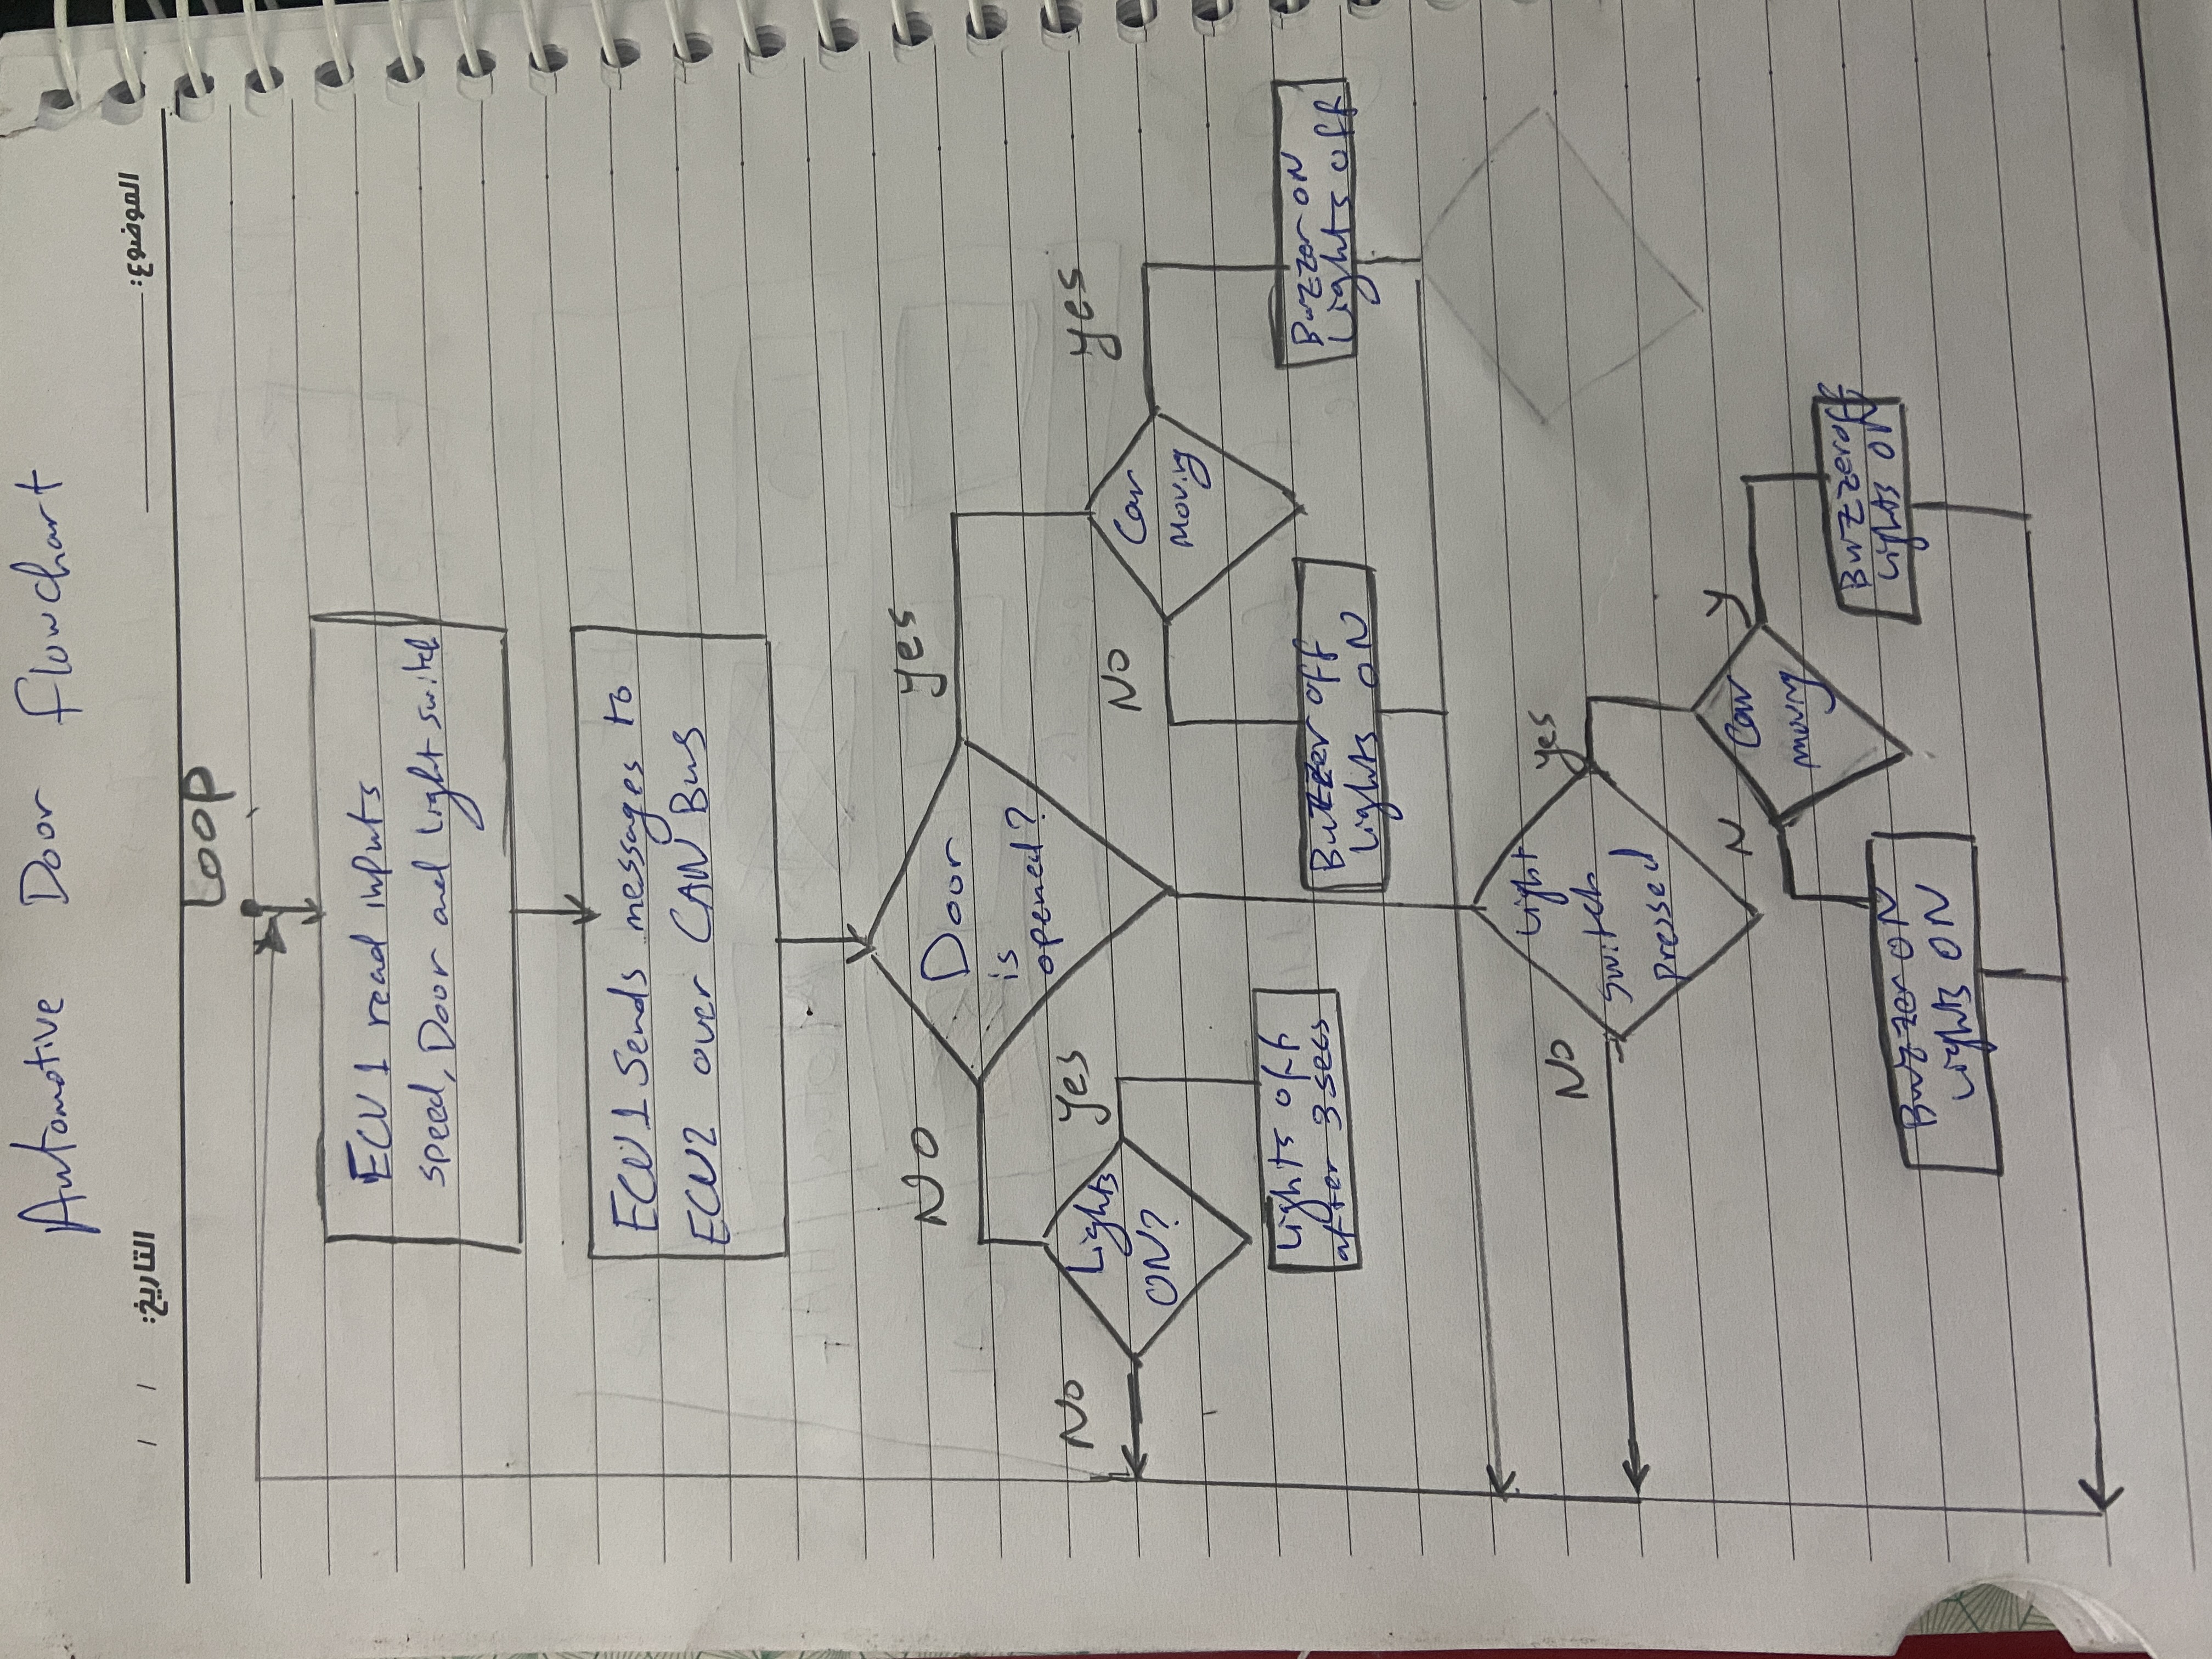 Automotive Door flowchart
الموضوع:
التاريخ: / /
Loop
ECU 1 read inputs
speed, Door and light switch
ECU 1 Sends messages to
ECU2 over CAN Bus
No
yes
Door
is
opened?
No
Lights
ON?
yes
No
Car
Moving
yes
Lights off
after 3 secs
Buzzer off
Lights ON
Buzzer ON
Lights off
No
Light
switch
pressed
yes
N
Car
moving
y
Buzzer off
Lights ON
Buzzer ON
Lights ON